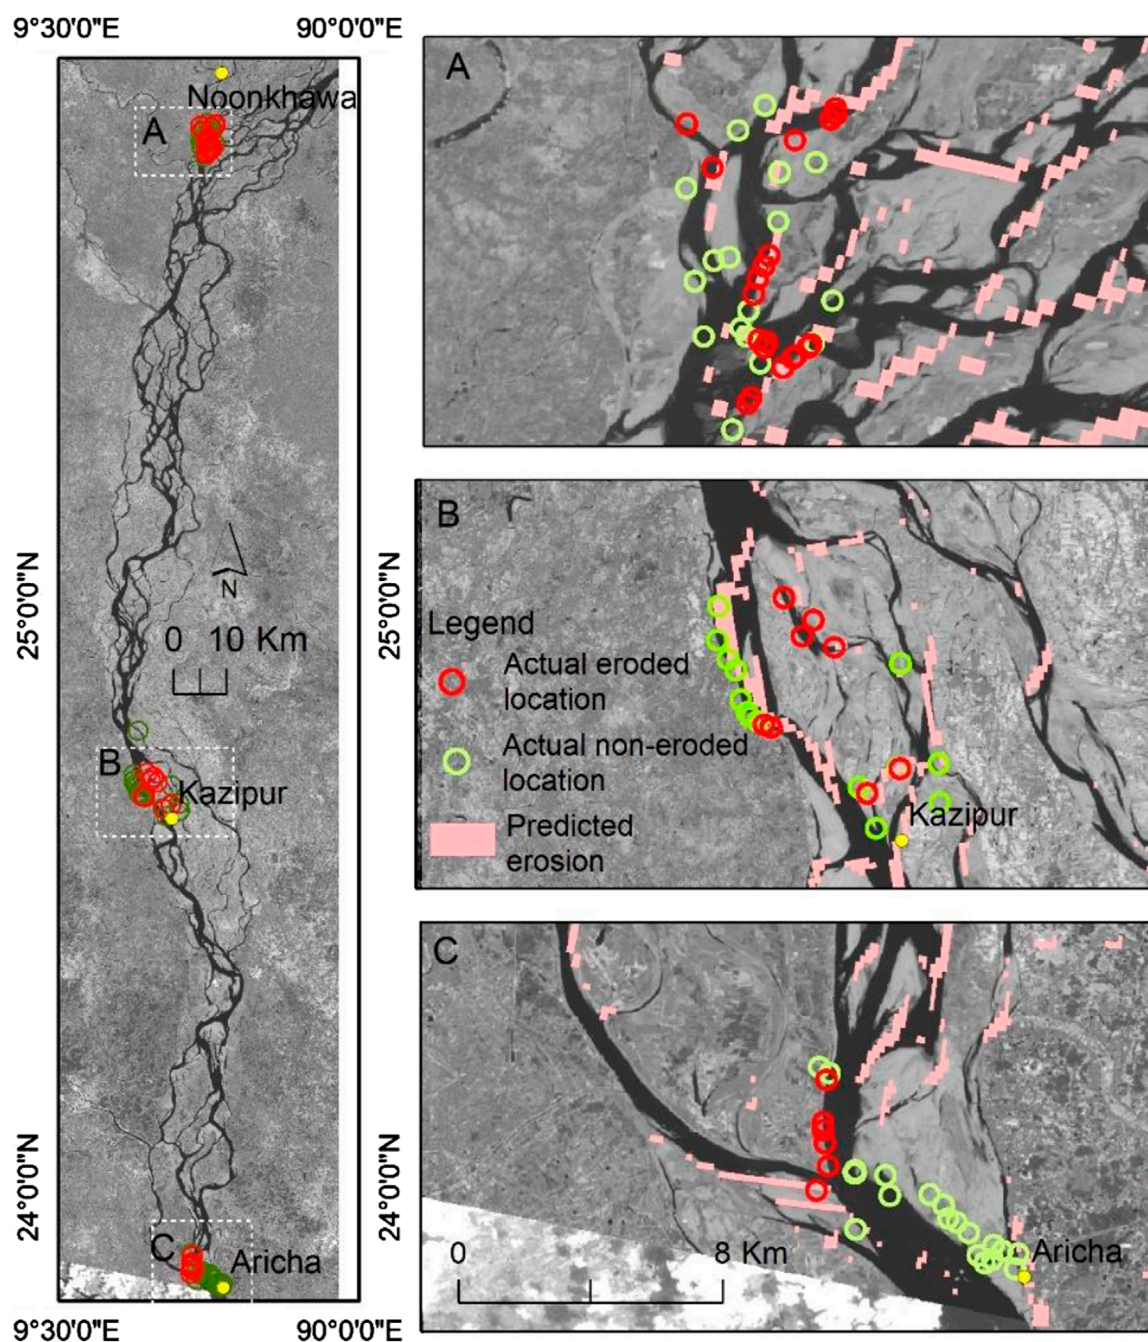 9°30'0"E
90°0'0"E
Noonkhawa
A
A
25°0'0"N
N
0 10 Km
B
Kazipur
24°0'0"N
C
Aricha
9°30'0"E
90°0'0"E
25°0'0"N
B
Legend
Actual eroded
location
Actual non-eroded
location
Predicted
erosion
Kazipur
24°0'0"N
C
0 8 Km
Aricha